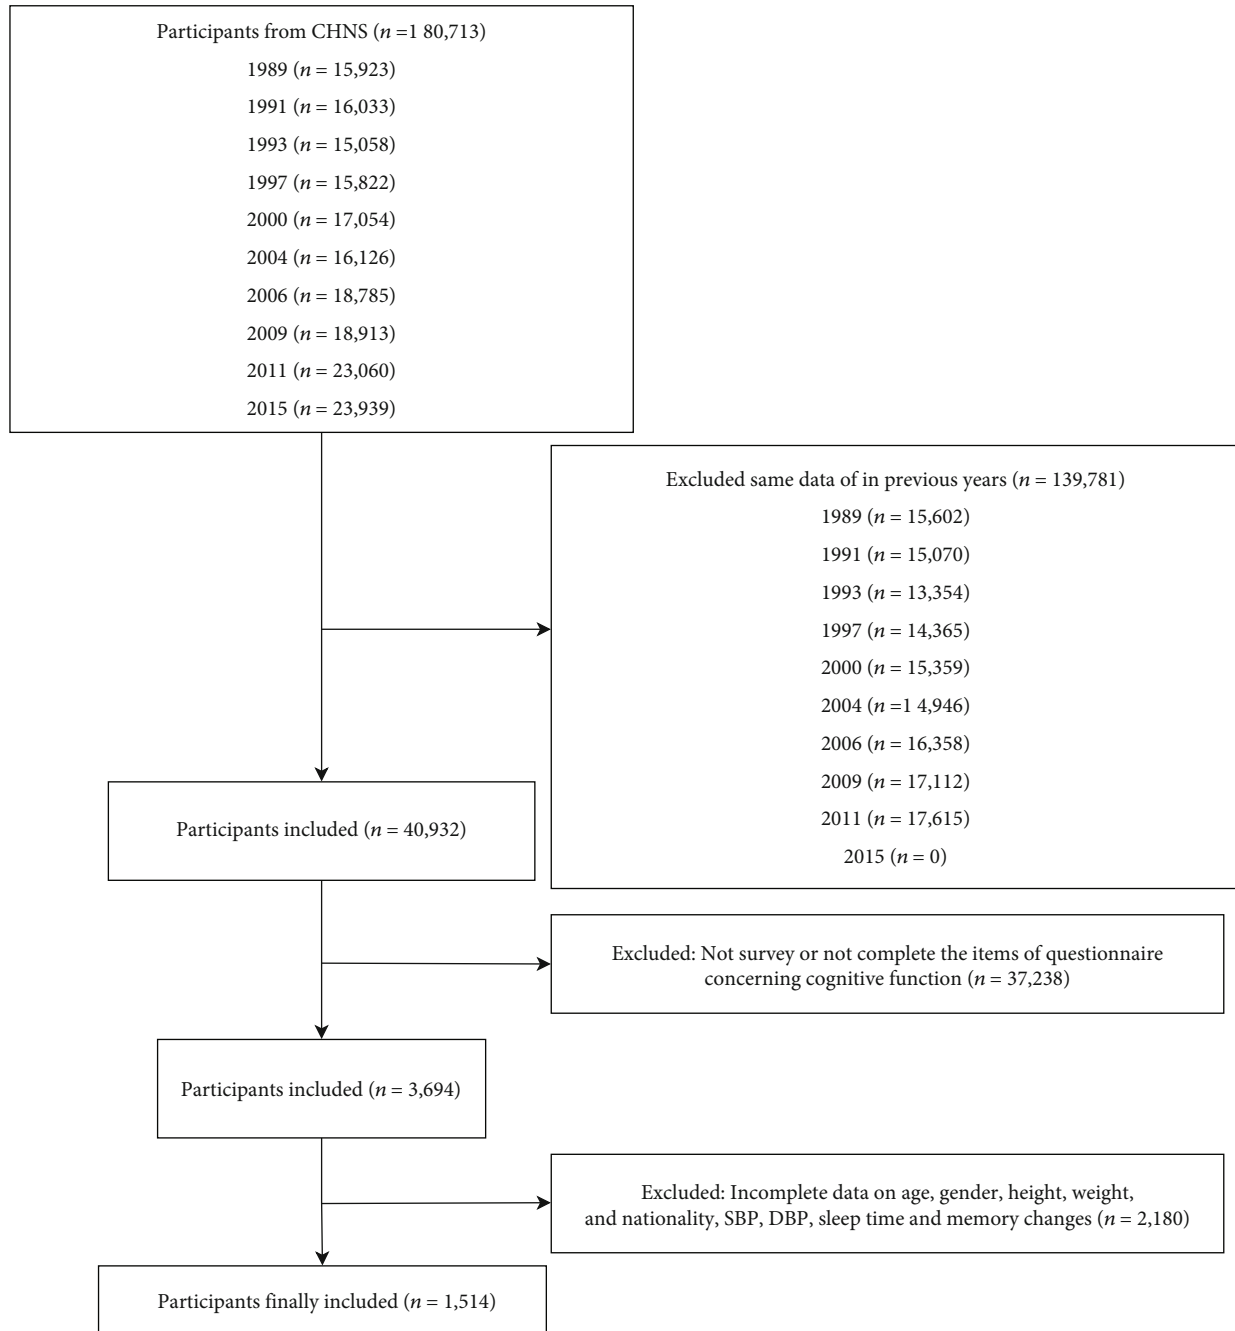 Participants from CHNS (n =1 80,713)
1989 (n = 15,923)
1991 (n = 16,033)
1993 (n = 15,058)
1997 (n = 15,822)
2000 (n = 17,054)
2004 (n = 16,126)
2006 (n = 18,785)
2009 (n = 18,913)
2011 (n = 23,060)
2015 (n = 23,939)
Excluded same data of in previous years (n = 139,781)
1989 (n = 15,602)
1991 (n = 15,070)
1993 (n = 13,354)
1997 (n = 14,365)
2000 (n = 15,359)
2004 (n =1 4,946)
2006 (n = 16,358)
2009 (n = 17,112)
2011 (n = 17,615)
2015 (n = 0)
Participants included (n = 40,932)
Excluded: Not survey or not complete the items of questionnaire
concerning cognitive function (n = 37,238)
Participants included (n = 3,694)
Excluded: Incomplete data on age, gender, height, weight,
and nationality, SBP, DBP, sleep time and memory changes (n = 2,180)
Participants finally included (n = 1,514)